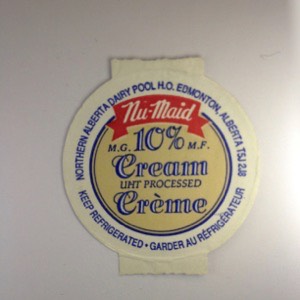 NORTHERN ALBERTA DAIRY POOL H.O. EDMONTON, ALBERTA T5J 2J8
Nu-Maid
M.G. 10% M.F.
Cream
UHT PROCESSED
Crème
KEEP REFRIGERATED • GARDER AU RÉFRIGÉRATEUR